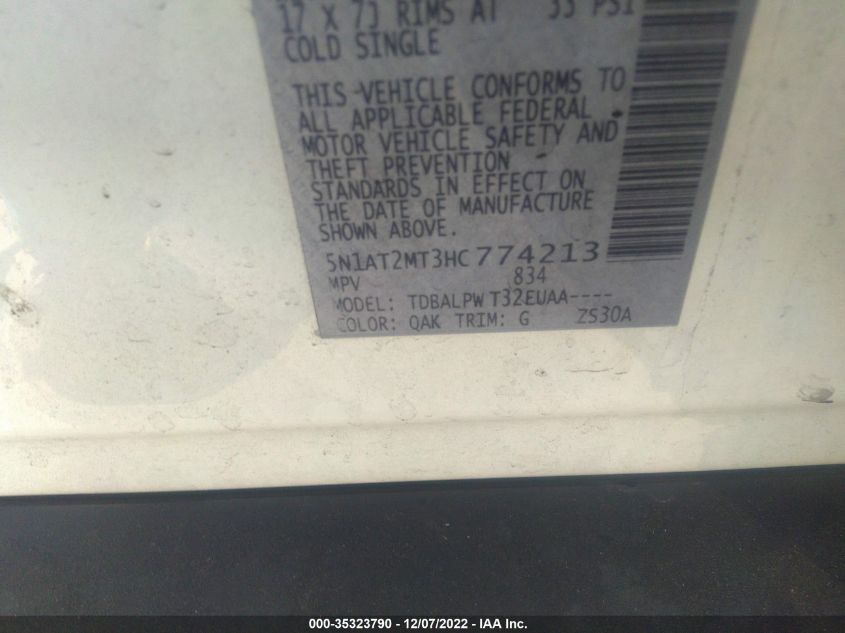 17 X 7J RIMS AT 33 PSI
COLD SINGLE
THIS VEHICLE CONFORMS TO
ALL APPLICABLE FEDERAL
MOTOR VEHICLE SAFETY AND
THEFT PREVENTION
STANDARDS IN EFFECT ON
THE DATE OF MANUFACTURE
SHOWN ABOVE.
5N1AT2MT3HC774213
MPV 834
MODEL: TDBALPW T32EUAA----
COLOR: QAK TRIM: G ZS30A
000-35323790 - 12/07/2022 - IAA Inc.